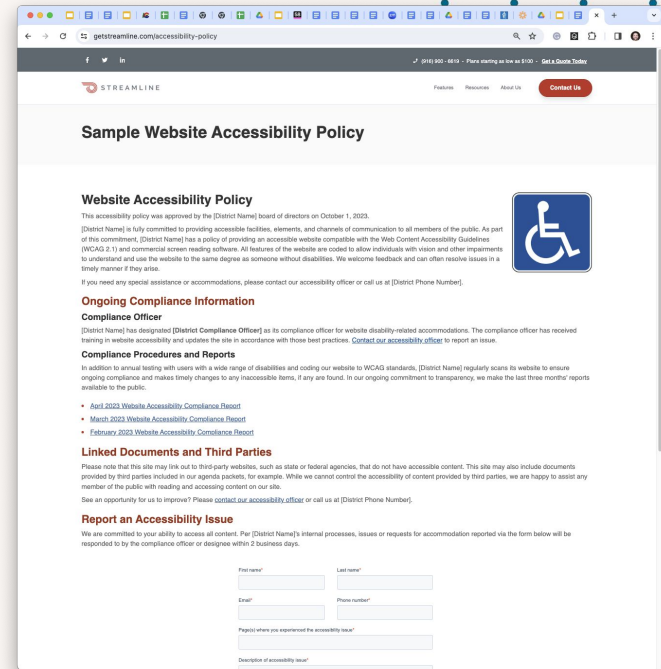 getstreamline.com/accessibility-policy
(916) 900 - 6619 - Plans starting as low as $100 - Get a Quote Today
STREAMLINE
Features Resources About Us Contact Us
Sample Website Accessibility Policy
Website Accessibility Policy
This accessibility policy was approved by the [District Name] board of directors on October 1, 2023.
[District Name] is fully committed to providing accessible facilities, elements, and channels of communication to all members of the public. As part
of this commitment, [District Name] has a policy of providing an accessible website compatible with the Web Content Accessibility Guidelines
(WCAG 2.1) and commercial screen reading software. All features of the website are coded to allow individuals with vision and other impairments
to understand and use the website to the same degree as someone without disabilities. We welcome feedback and can often resolve issues in a
timely manner if they arise.
If you need any special assistance or accommodations, please contact our accessibility officer or call us at [District Phone Number].
Ongoing Compliance Information
Compliance Officer
[District Name] has designated [District Compliance Officer] as its compliance officer for website disability-related accommodations. The compliance officer has received
training in website accessibility and updates the site in accordance with those best practices. Contact our accessibility officer to report an issue.
Compliance Procedures and Reports
In addition to annual testing with users with a wide range of disabilities and coding our website to WCAG standards, [District Name] regularly scans its website to ensure
ongoing compliance and makes timely changes to any inaccessible items, if any are found. In our ongoing commitment to transparency, we make the last three months' reports
available to the public.
• April 2023 Website Accessibility Compliance Report
• March 2023 Website Accessibility Compliance Report
• February 2023 Website Accessibility Compliance Report
Linked Documents and Third Parties
Please note that this site may link out to third-party websites, such as state or federal agencies, that do not have accessible content. This site may also include documents
provided by third parties included in our agenda packets, for example. While we cannot control the accessibility of content provided by third parties, we are happy to assist any
member of the public with reading and accessing content on our site.
See an opportunity for us to improve? Please contact our accessibility officer or call us at [District Phone Number].
Report an Accessibility Issue
We are committed to your ability to access all content. Per [District Name]'s internal processes, issues or requests for accommodation reported via the form below will be
responded to by the compliance officer or designee within 2 business days.
First name* Last name*
Email* Phone number*
Page(s) where you experienced the accessibility issue*
Description of accessibility issue*